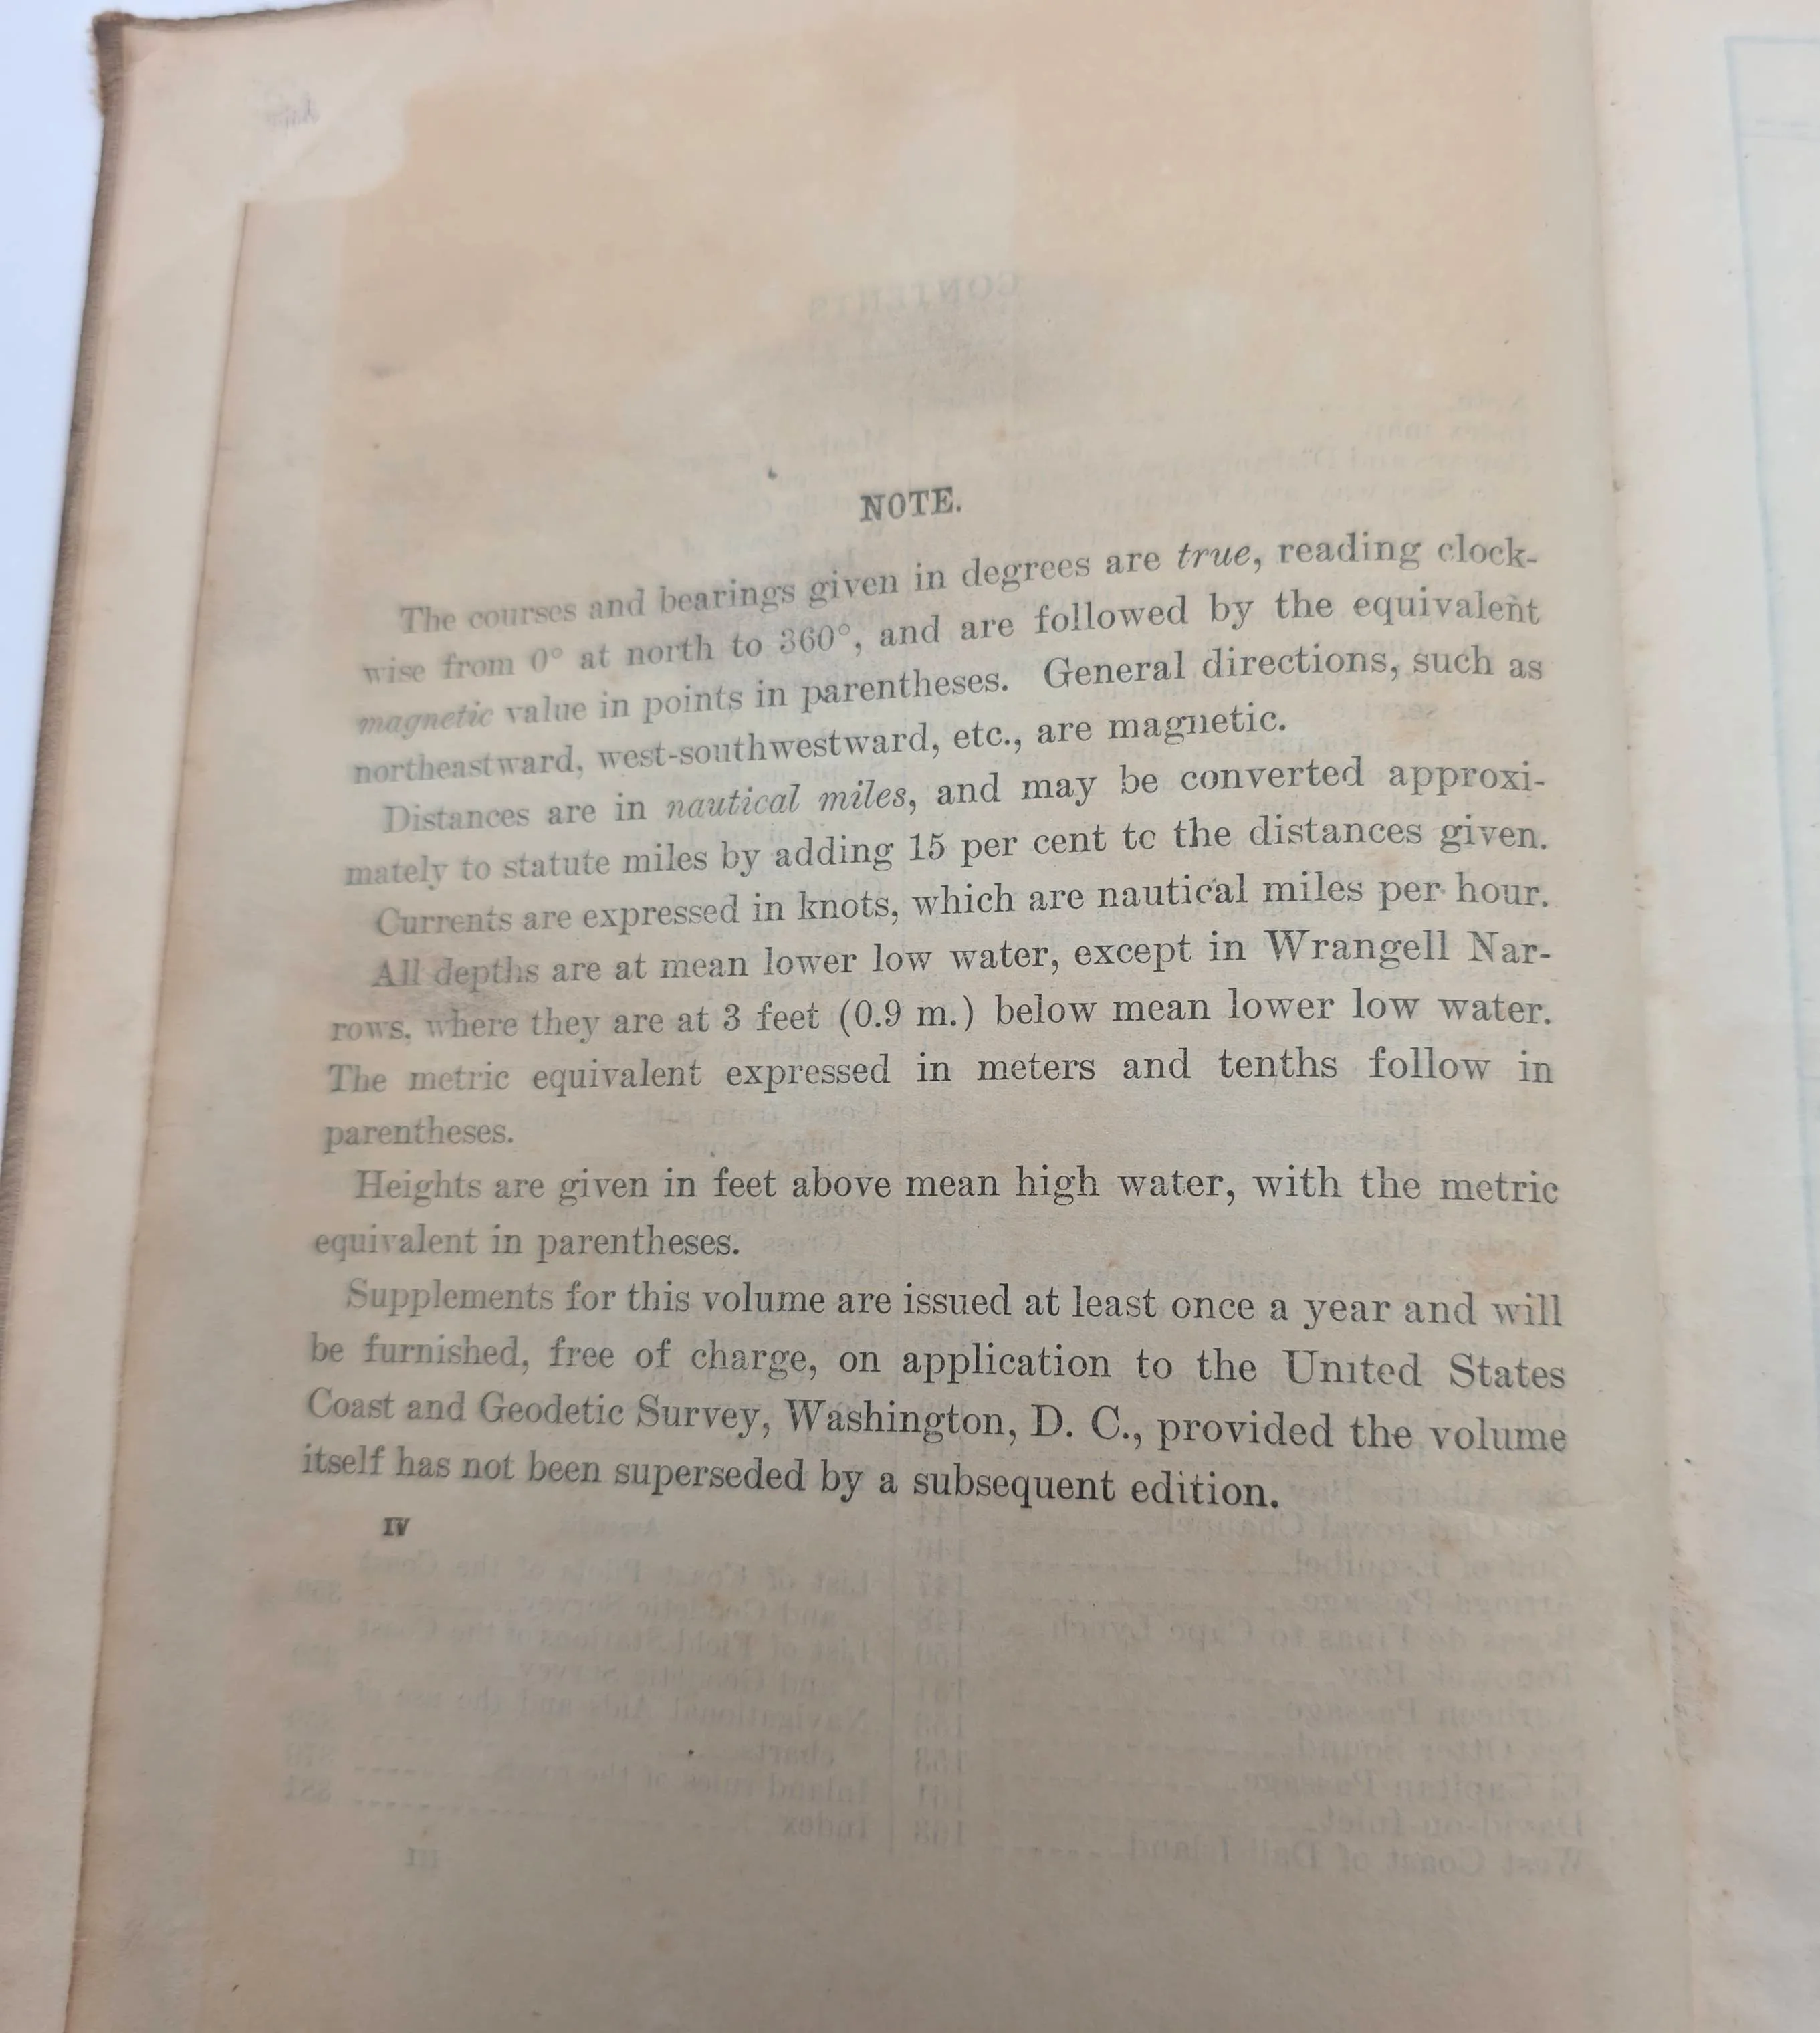 NOTE.
The courses and bearings given in degrees are true, reading clock-
wise from 0° at north to 360°, and are followed by the equivalent
magnetic value in points in parentheses. General directions, such as
northeastward, west-southwestward, etc., are magnetic.
Distances are in nautical miles, and may be converted approxi-
mately to statute miles by adding 15 per cent to the distances given.
Currents are expressed in knots, which are nautical miles per hour.
All depths are at mean lower low water, except in Wrangell Nar-
rows, where they are at 3 feet (0.9 m.) below mean lower low water.
The metric equivalent expressed in meters and tenths follow in
parentheses.
Heights are given in feet above mean high water, with the metric
equivalent in parentheses.
Supplements for this volume are issued at least once a year and will
be furnished, free of charge, on application to the United States
Coast and Geodetic Survey, Washington, D. C., provided the volume
itself has not been superseded by a subsequent edition.
IV